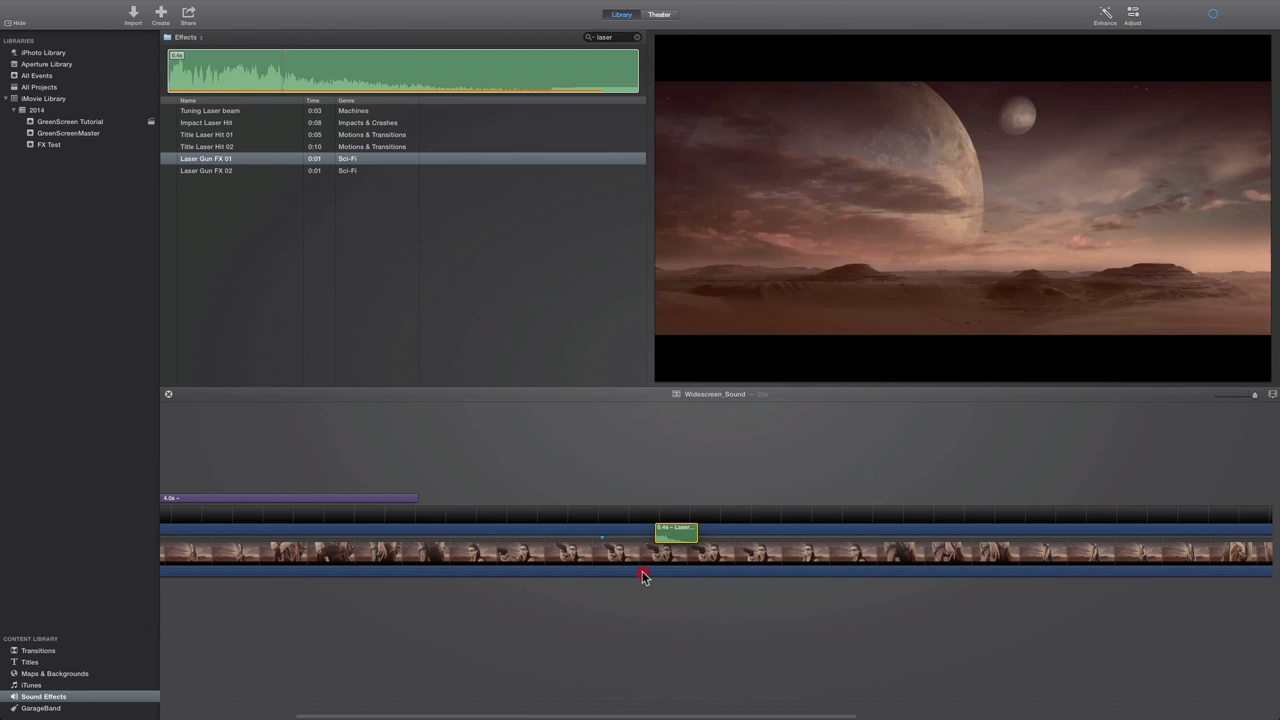 Hide
Import
Create
Share
Library
Theater
Enhance
Adjust
LIBRARIES
iPhoto Library
Aperture Library
All Events
All Projects
iMovie Library
2014
GreenScreen Tutorial
GreenScreenMaster
FX Test
Effects
laser
0.4s
Name Time Genre
Tuning Laser beam 0:03 Machines
Impact Laser Hit 0:08 Impacts & Crashes
Title Laser Hit 01 0:05 Motions & Transitions
Title Laser Hit 02 0:10 Motions & Transitions
Laser Gun FX 01 0:01 Sci-Fi
Laser Gun FX 02 0:01 Sci-Fi
Widescreen_Sound
4.0s –
0.4s – Laser...
CONTENT LIBRARY
Transitions
Titles
Maps & Backgrounds
iTunes
Sound Effects
GarageBand